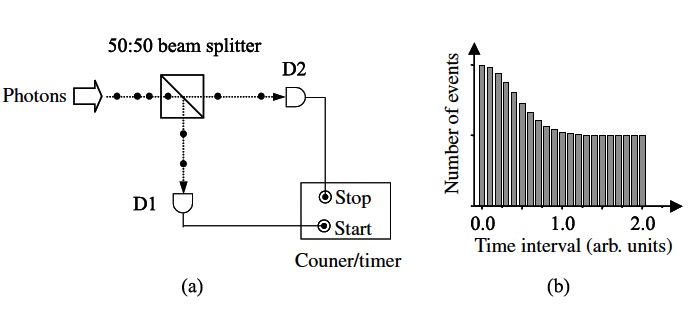 50:50 beam splitter
D2
Photons
D1
Stop
Start
Couner/timer
(a)
Number of events
0.0 1.0 2.0
Time interval (arb. units)
(b)